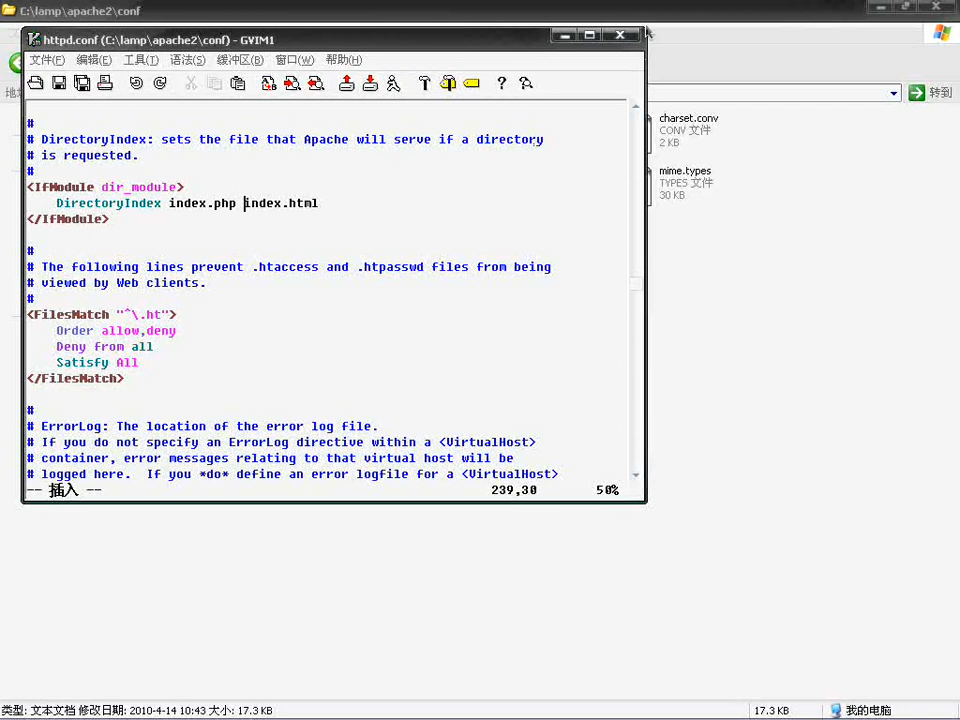 C:\lamp\apache2\conf
httpd.conf (C:\lamp\apache2\conf) - GVIM1
文件(F) 编辑(E) 工具(T) 语法(S) 缓冲区(B) 窗口(W) 帮助(H)
转到
#
# DirectoryIndex: sets the file that Apache will serve if a directory
# is requested.
#
<IfModule dir_module>
DirectoryIndex index.php index.html
</IfModule>
#
# The following lines prevent .htaccess and .htpasswd files from being
# viewed by Web clients.
#
<FilesMatch "^\.ht">
Order allow,deny
Deny from all
Satisfy All
</FilesMatch>
#
# ErrorLog: The location of the error log file.
# If you do not specify an ErrorLog directive within a <VirtualHost>
# container, error messages relating to that virtual host will be
# logged here.  If you *do* define an error logfile for a <VirtualHost>
-- 插入 -- 239,30 50%
charset.conv
CONV 文件
2 KB
mime.types
TYPES 文件
30 KB
类型: 文本文档 修改日期: 2010-4-14 10:43 大小: 17.3 KB 17.3 KB 我的电脑